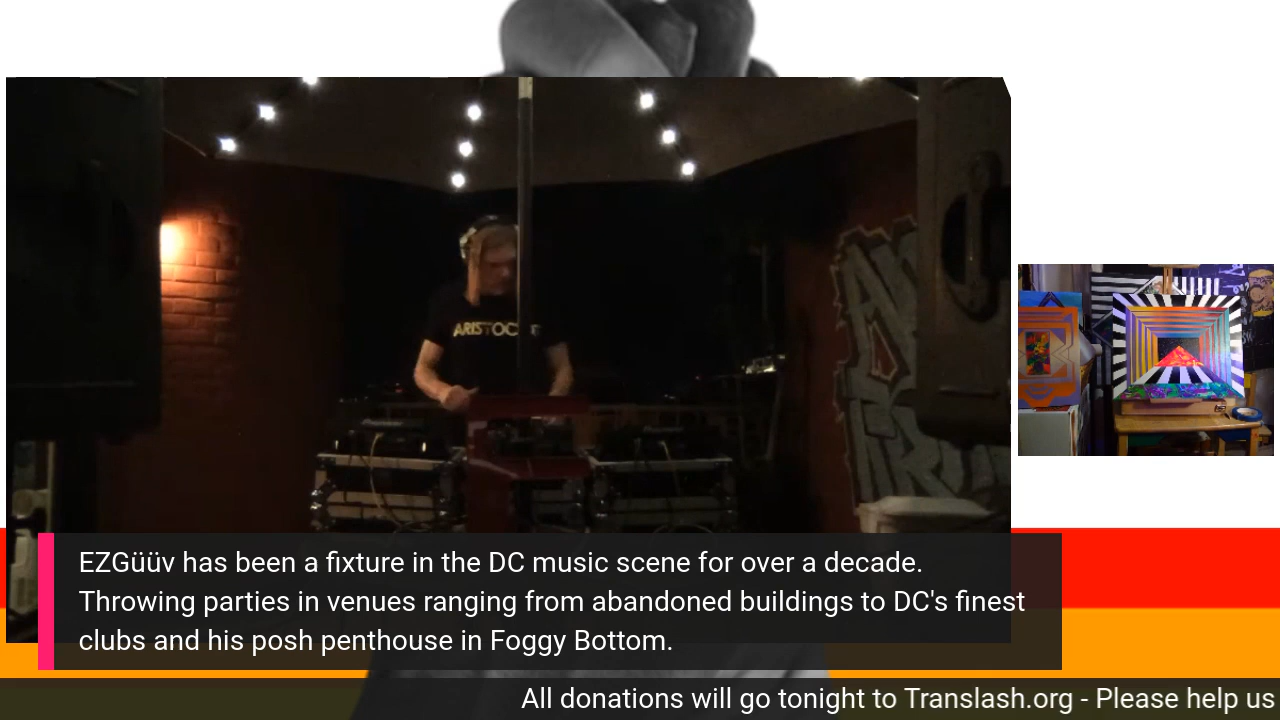 EZGüüv has been a fixture in the DC music scene for over a decade.
Throwing parties in venues ranging from abandoned buildings to DC's finest
clubs and his posh penthouse in Foggy Bottom.
All donations will go tonight to Translash.org - Please help us